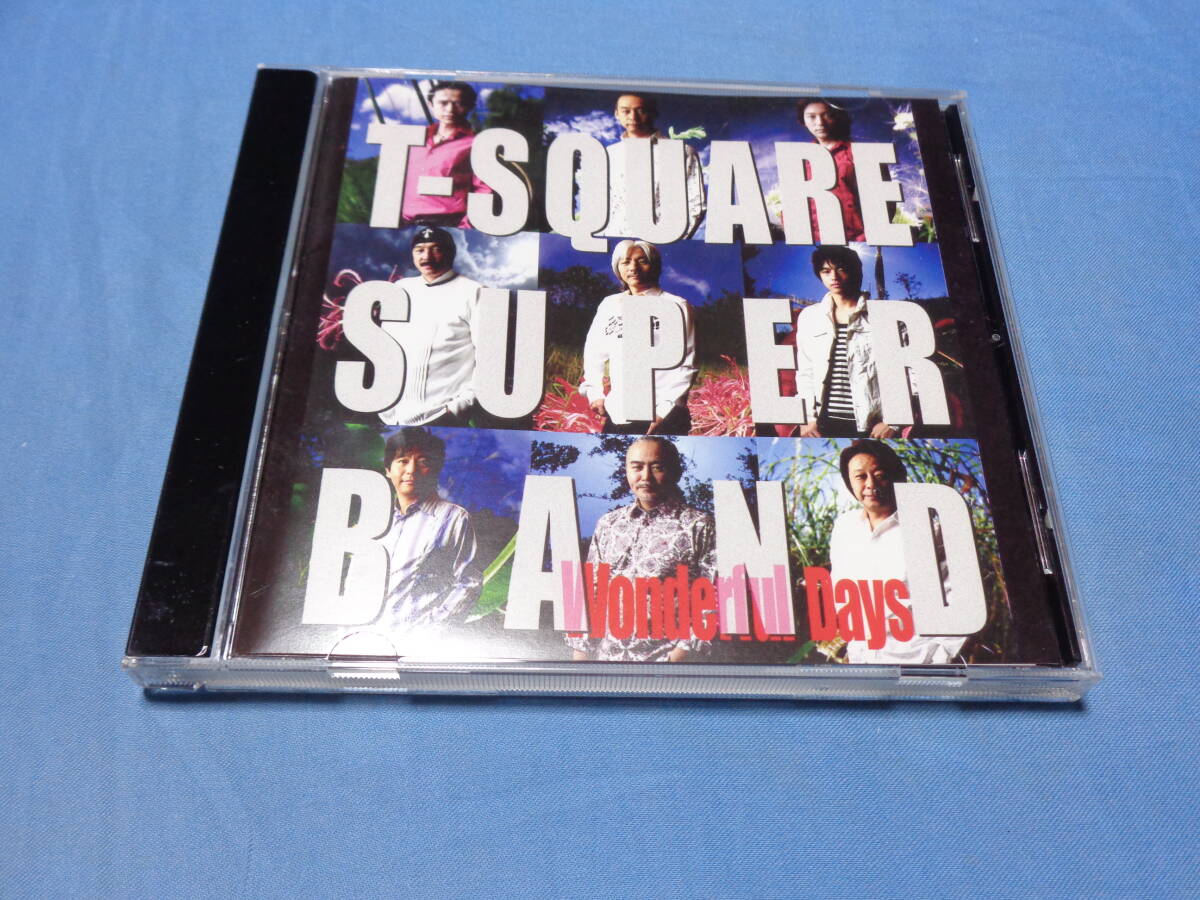 T-SQUARE
SUPER
BAND
Wonderful Days